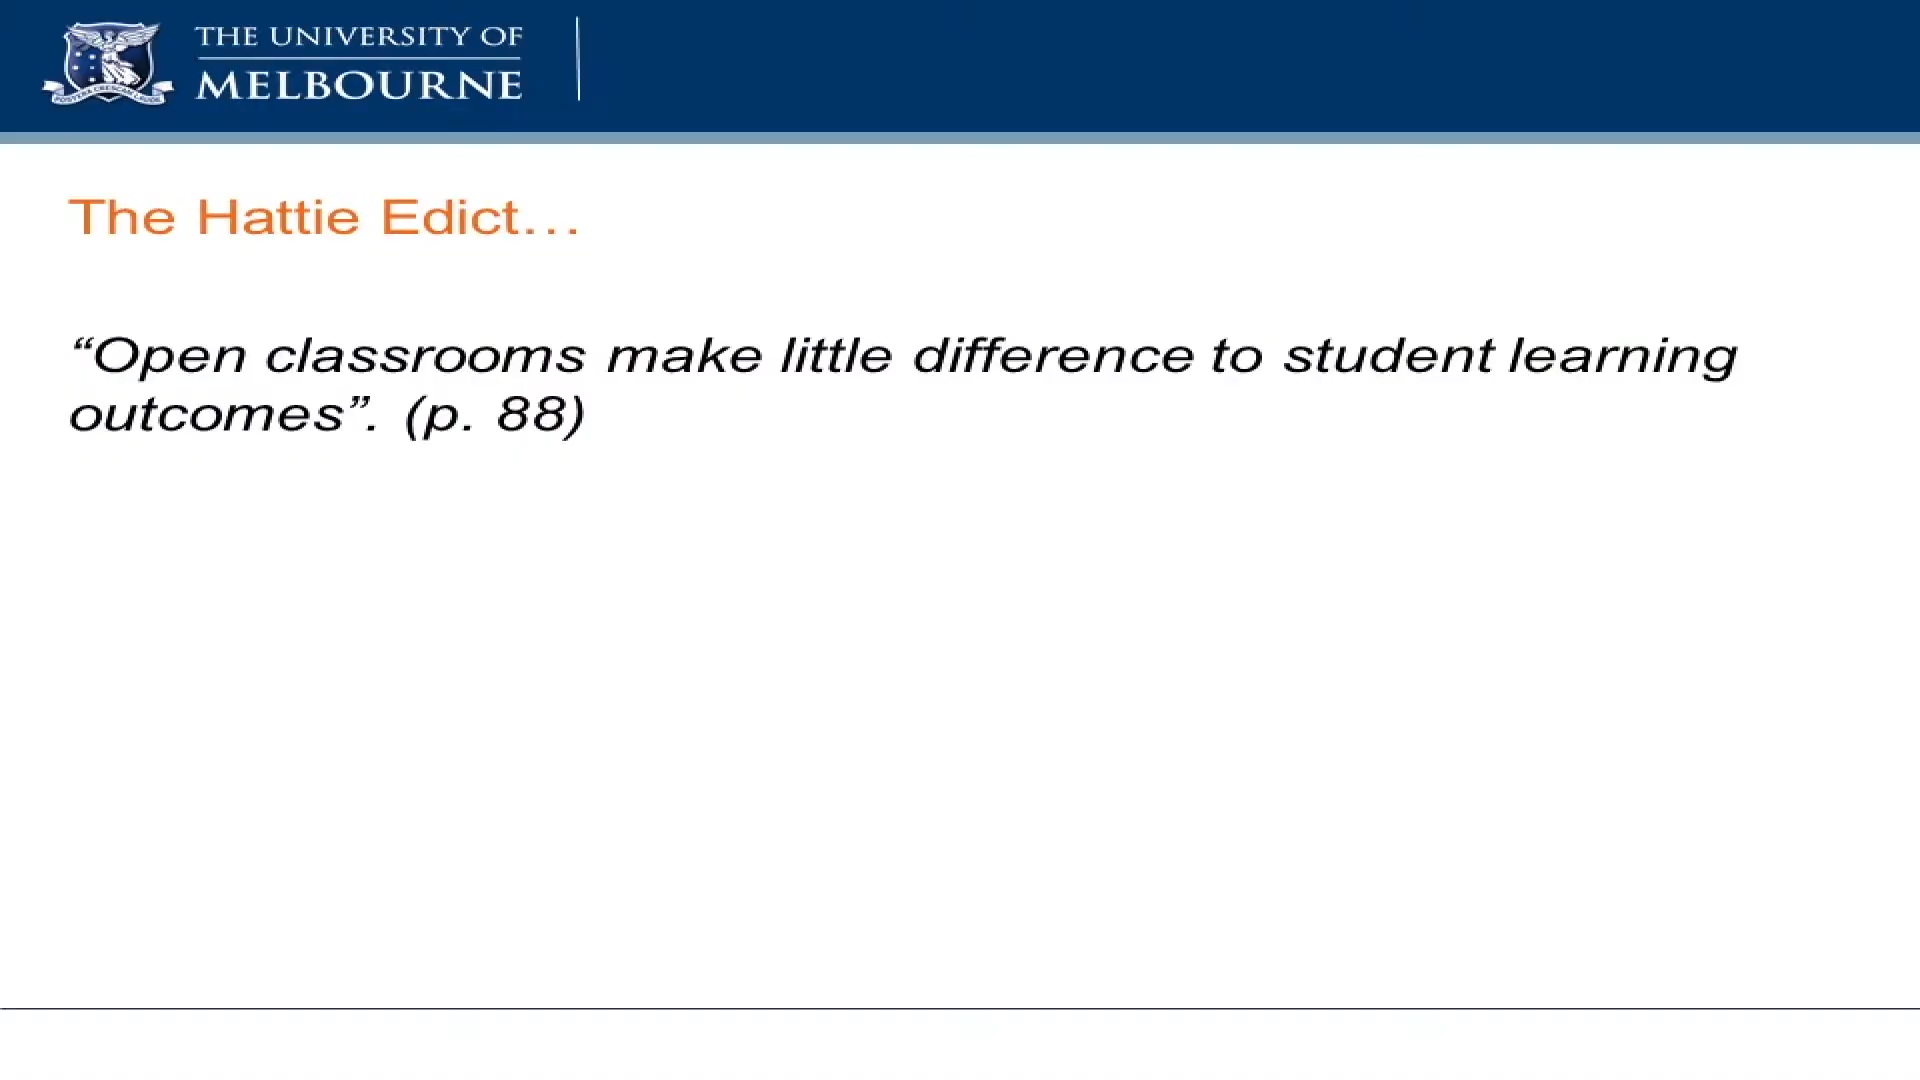 THE UNIVERSITY OF
MELBOURNE
The Hattie Edict…
“Open classrooms make little difference to student learning
outcomes”. (p. 88)